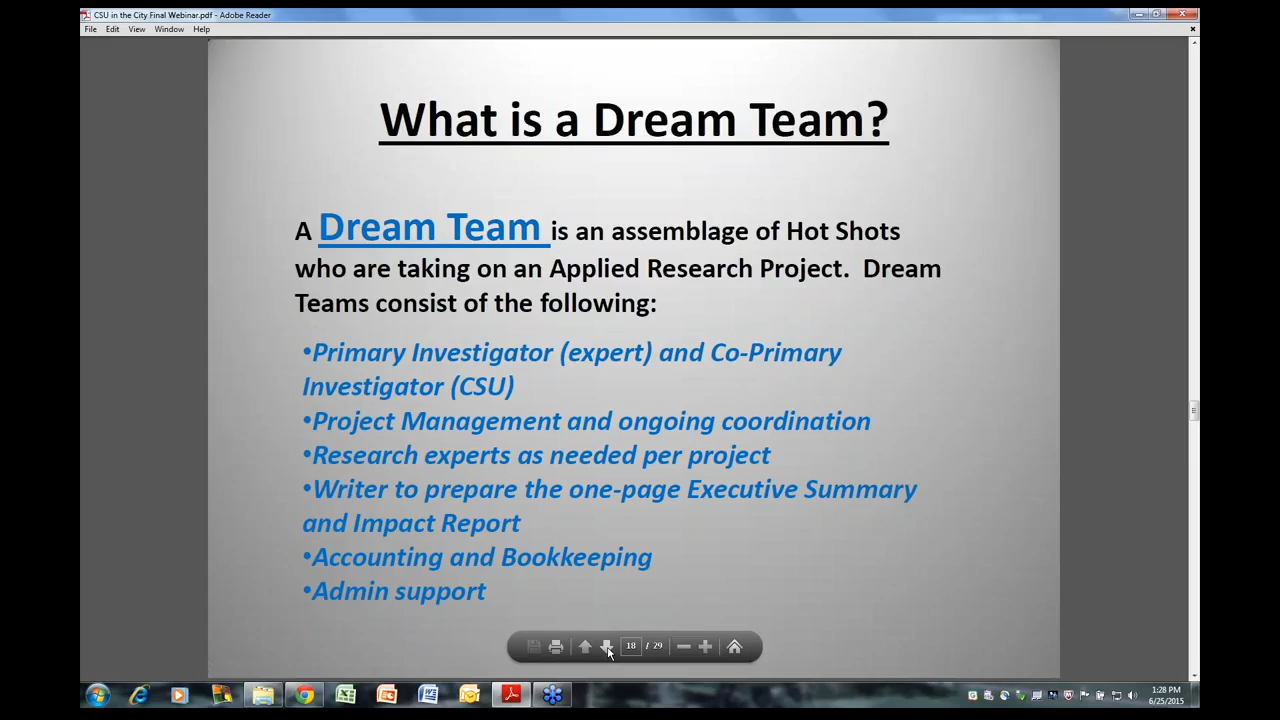 CSU in the City Final Webinar.pdf - Adobe Reader
File Edit View Window Help
What is a Dream Team?
A Dream Team is an assemblage of Hot Shots
who are taking on an Applied Research Project. Dream
Teams consist of the following:
•Primary Investigator (expert) and Co-Primary
Investigator (CSU)
•Project Management and ongoing coordination
•Research experts as needed per project
•Writer to prepare the one-page Executive Summary
and Impact Report
•Accounting and Bookkeeping
•Admin support
18 / 29
1:28 PM
6/25/2015